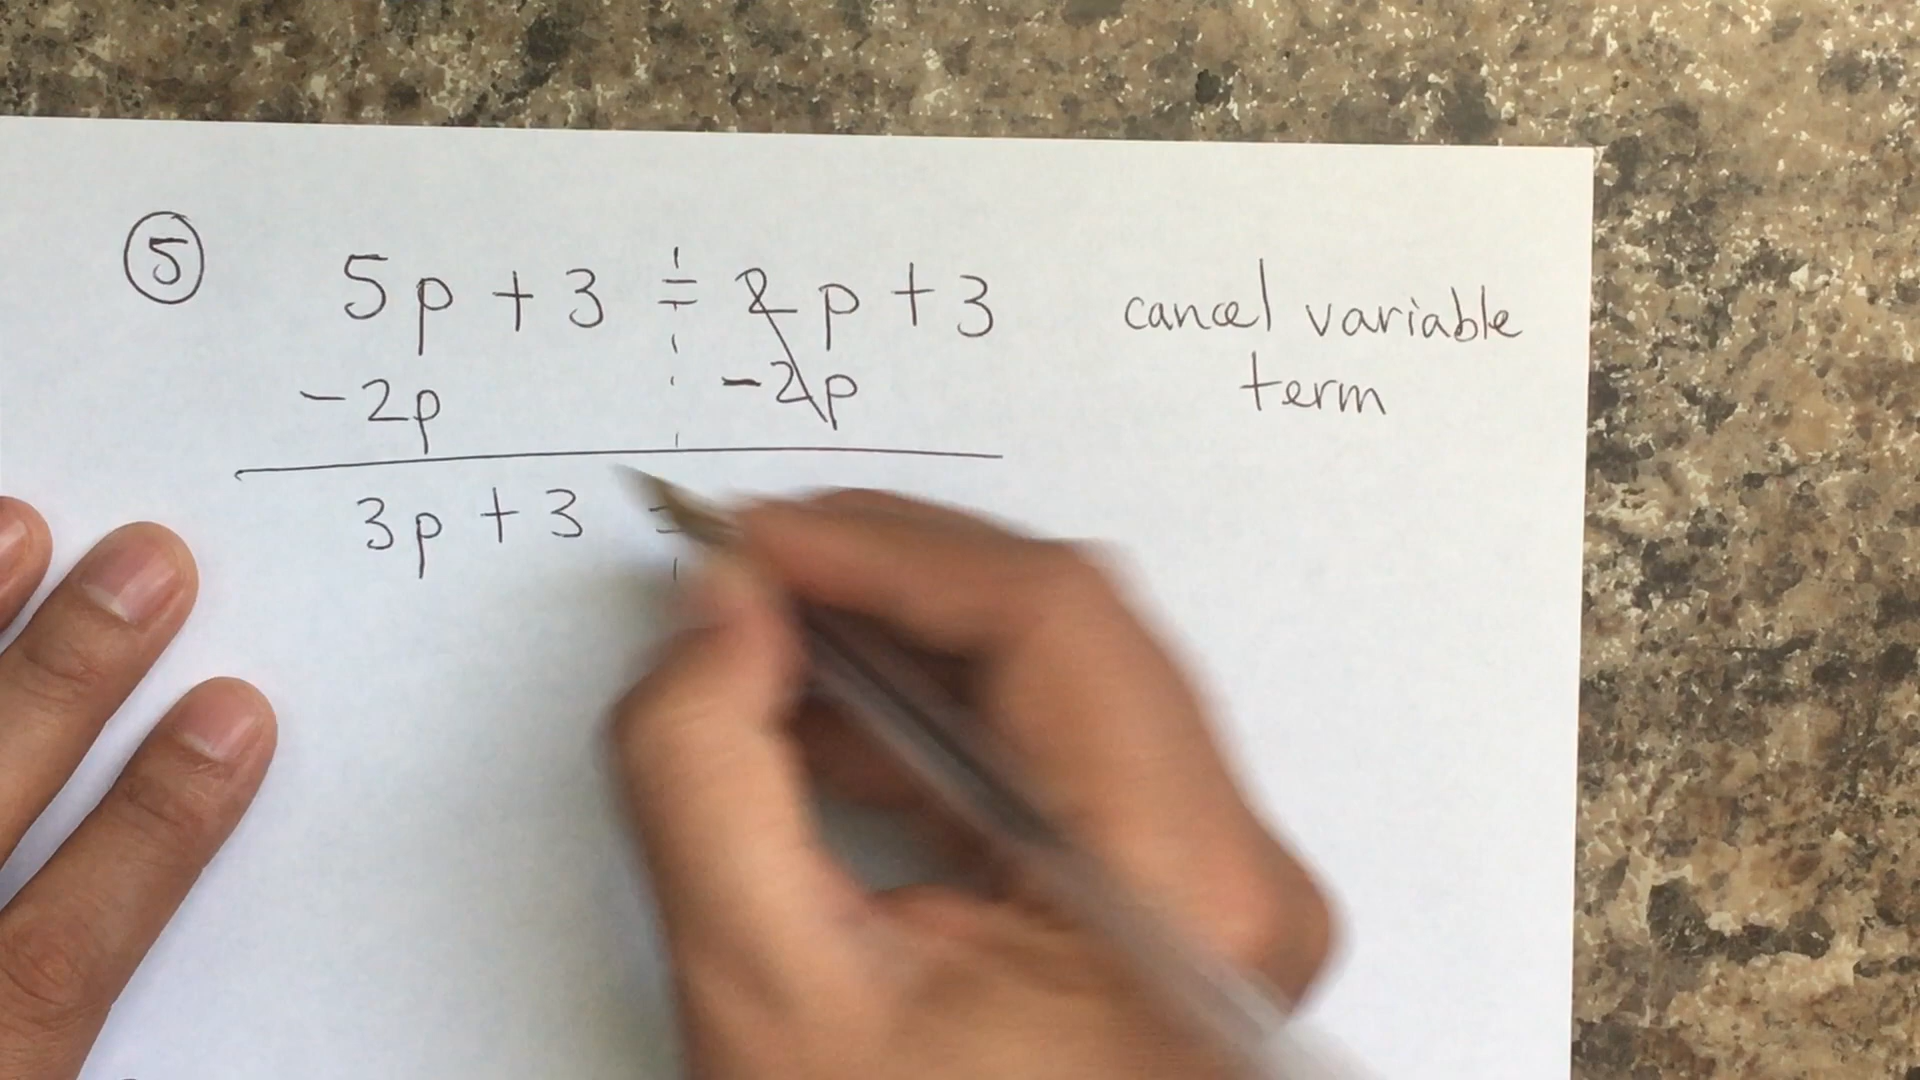 ⑤ 5p + 3 = 2p + 3 cancel variable
-2p -2p term
3p + 3 =